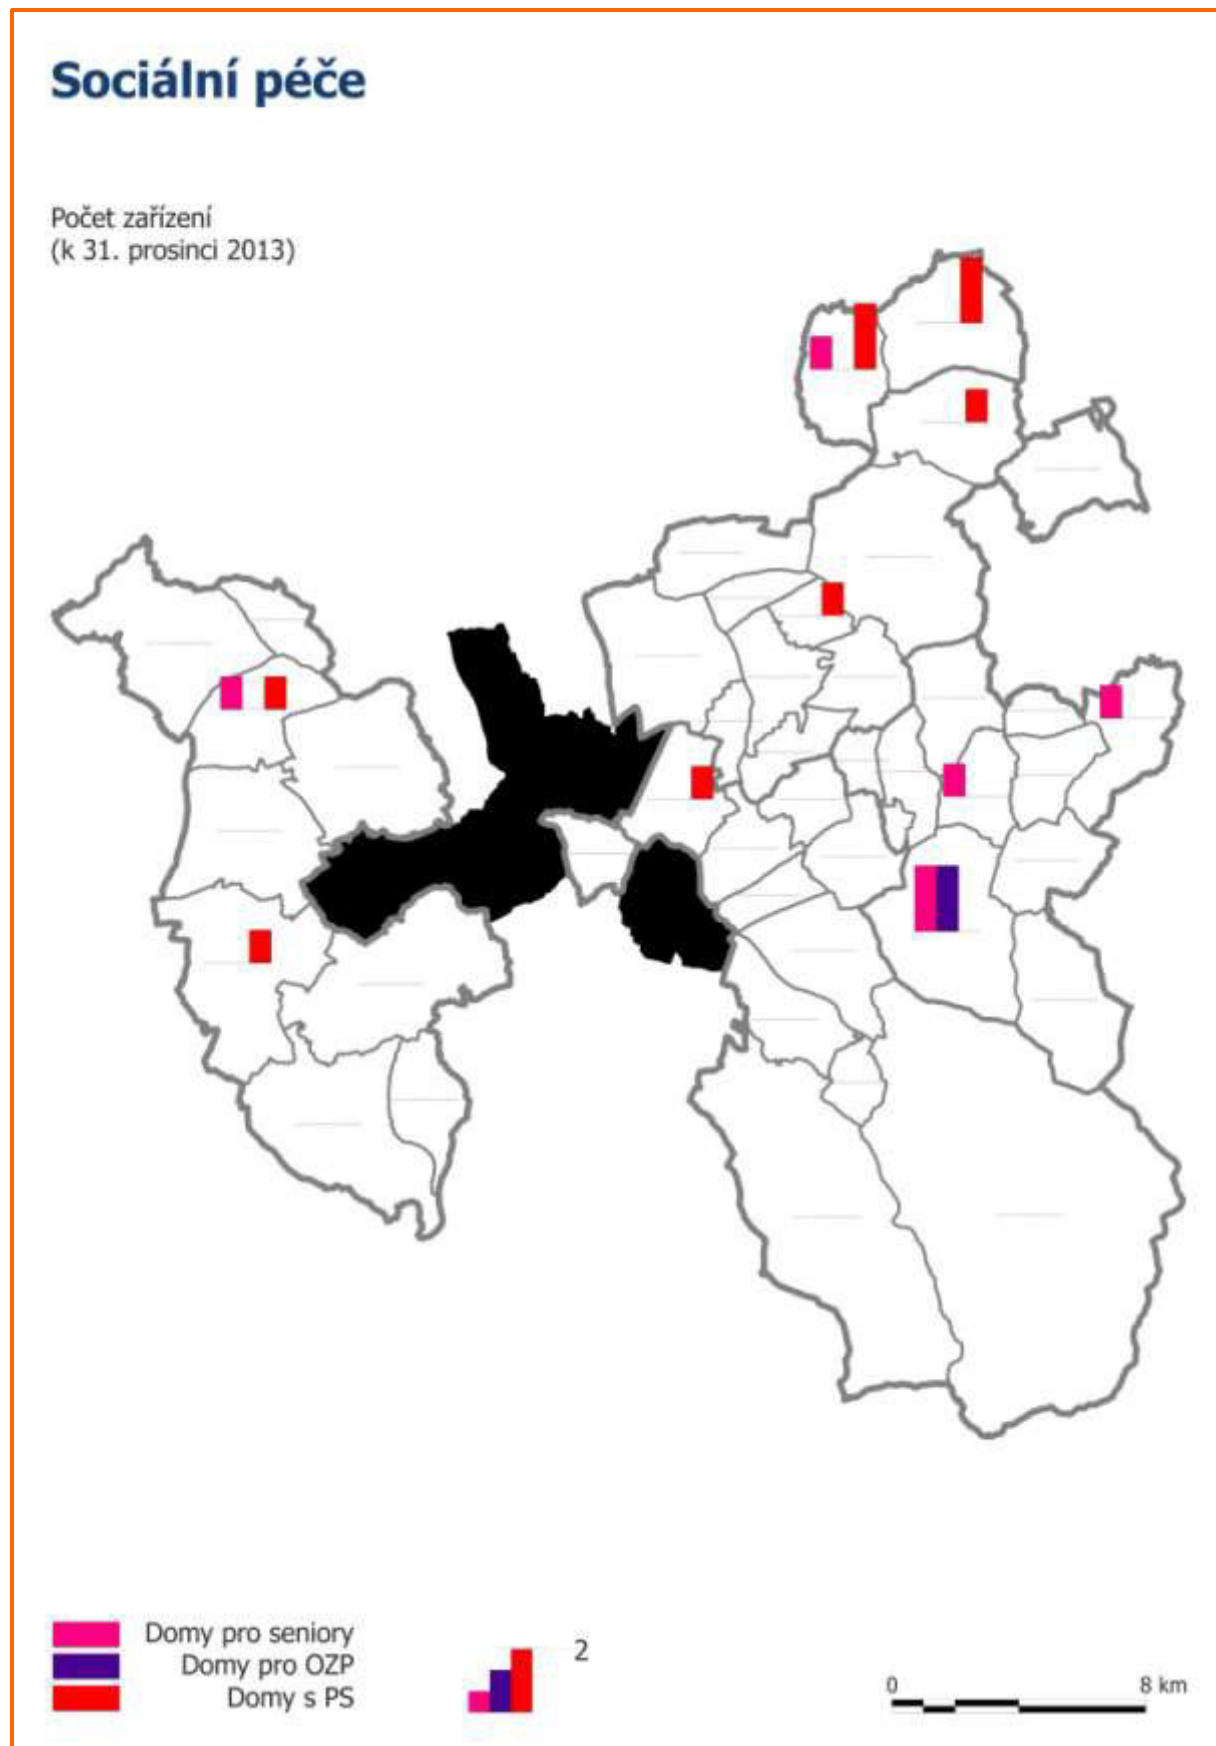 Sociální péče
Počet zařízení
(k 31. prosinci 2013)
Domy pro seniory
Domy pro OZP
Domy s PS
2
0
8 km